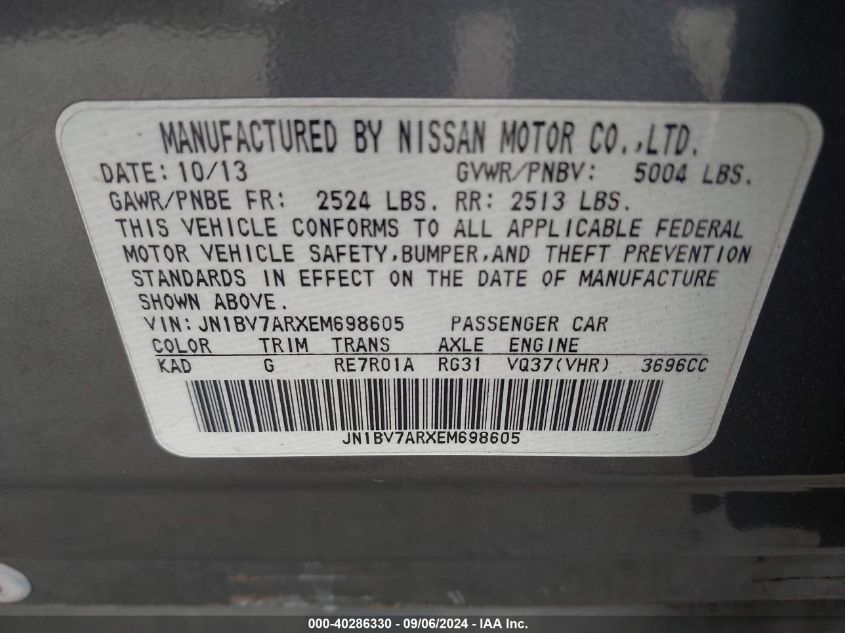 MANUFACTURED BY NISSAN MOTOR CO.,LTD.
DATE: 10/13 GVWR/PNBV: 5004 LBS.
GAWR/PNBE FR: 2524 LBS. RR: 2513 LBS.
THIS VEHICLE CONFORMS TO ALL APPLICABLE FEDERAL
MOTOR VEHICLE SAFETY,BUMPER,AND THEFT PREVENTION
STANDARDS IN EFFECT ON THE DATE OF MANUFACTURE
SHOWN ABOVE.
VIN: JN1BV7ARXEM698605 PASSENGER CAR
COLOR TRIM TRANS AXLE ENGINE
KAD G RE7R01A RG31 VQ37(VHR) 3696CC
JN1BV7ARXEM698605
000-40286330 - 09/06/2024 - IAA Inc.